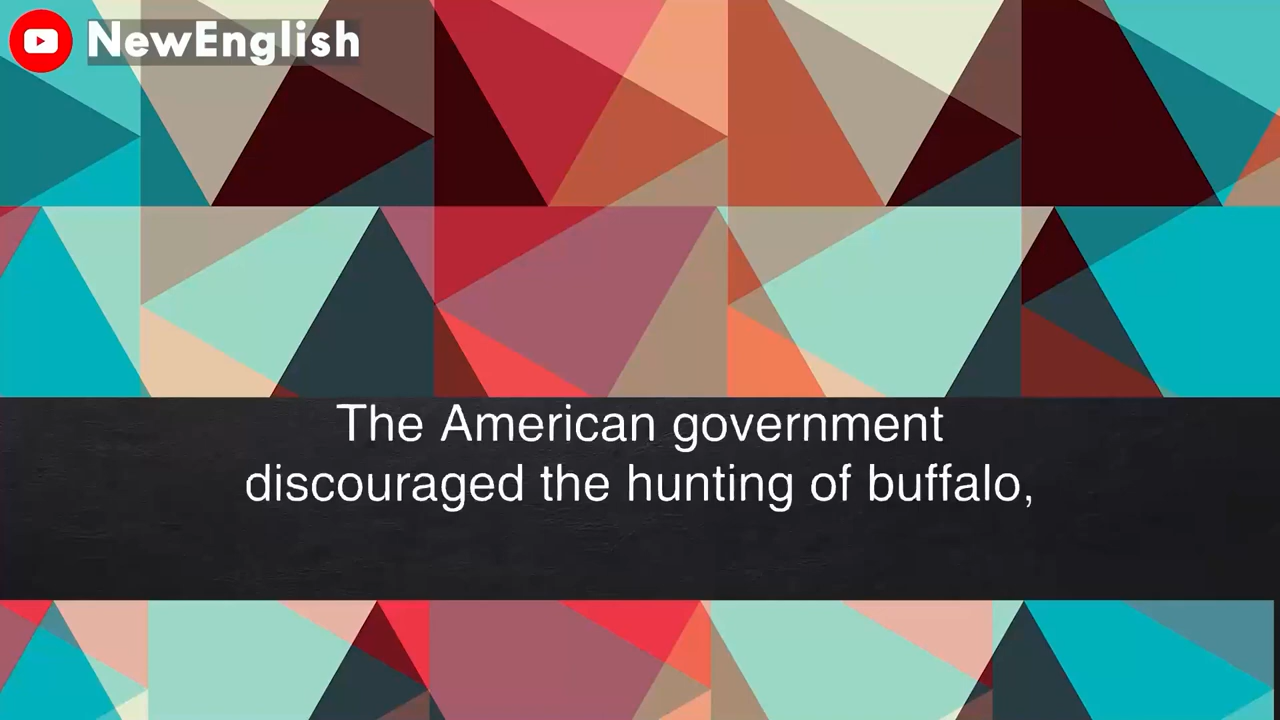 NewEnglish
The American government
discouraged the hunting of buffalo,